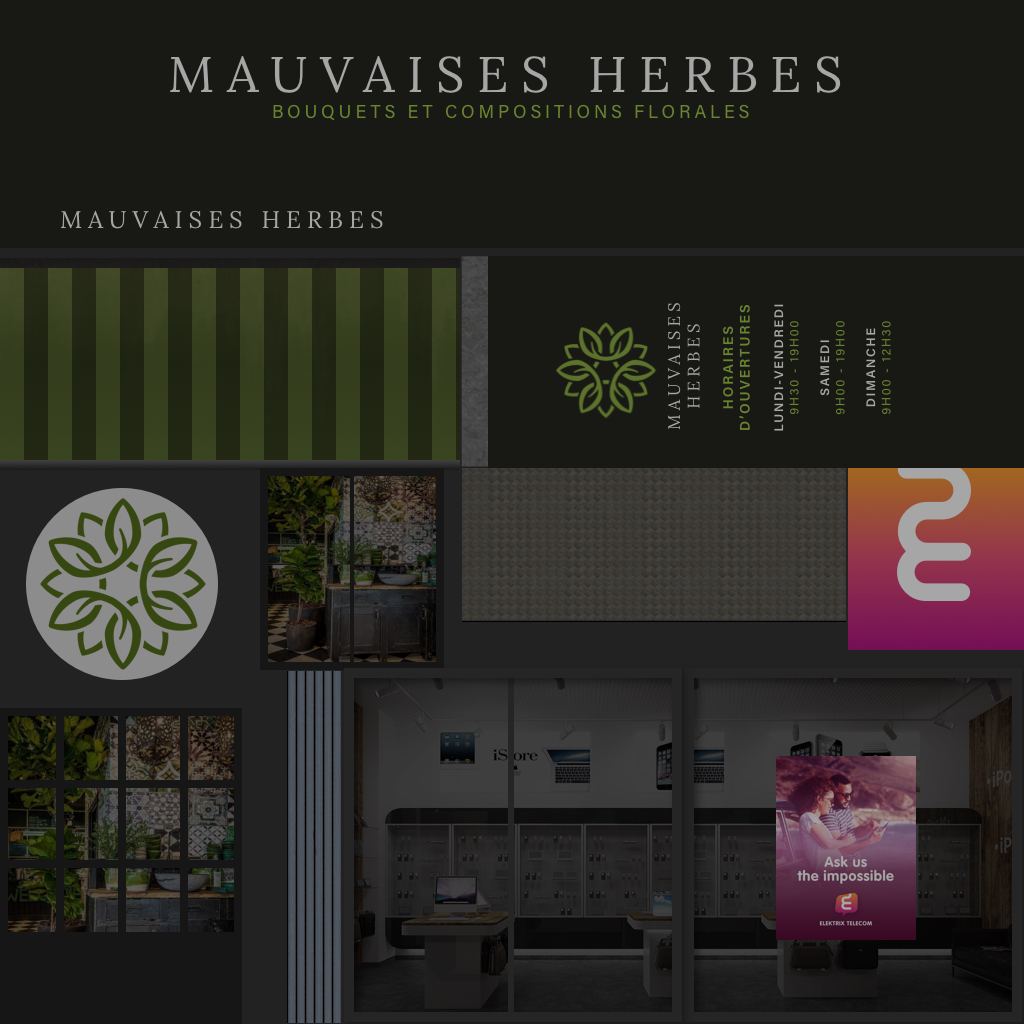 MAUVAISES HERBES
BOUQUETS ET COMPOSITIONS FLORALES
MAUVAISES HERBES
MAUVAISES
HERBES
HORAIRES
D'OUVERTURES
LUNDI-VENDREDI
9H30 - 19H00
SAMEDI
9H00 - 19H00
DIMANCHE
9H00 - 12H30
iStore
Ask us
the impossible
ELEKTRIX TELECOM